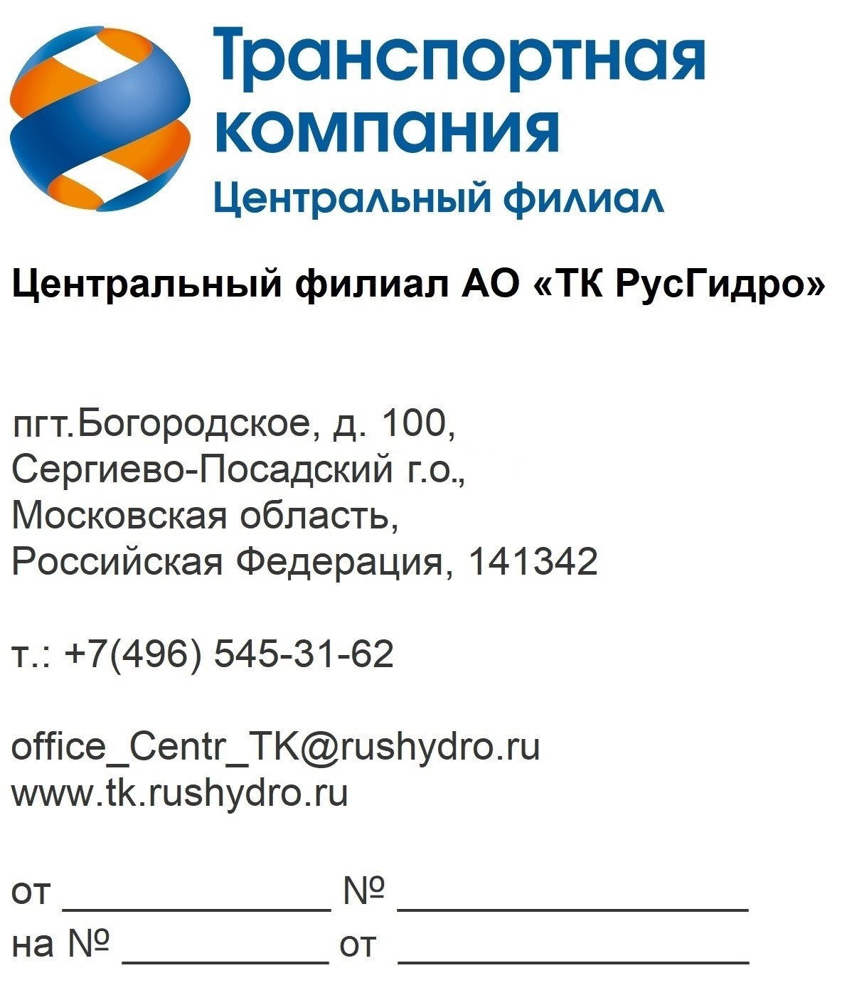 Транспортная
компания
Центральный филиал
Центральный филиал АО «ТК РусГидро»
пгт.Богородское, д. 100,
Сергиево-Посадский г.о.,
Московская область,
Российская Федерация, 141342
т.: +7(496) 545-31-62
office_Centr_TK@rushydro.ru
www.tk.rushydro.ru
от ______________ № __________________
на № ___________ от __________________